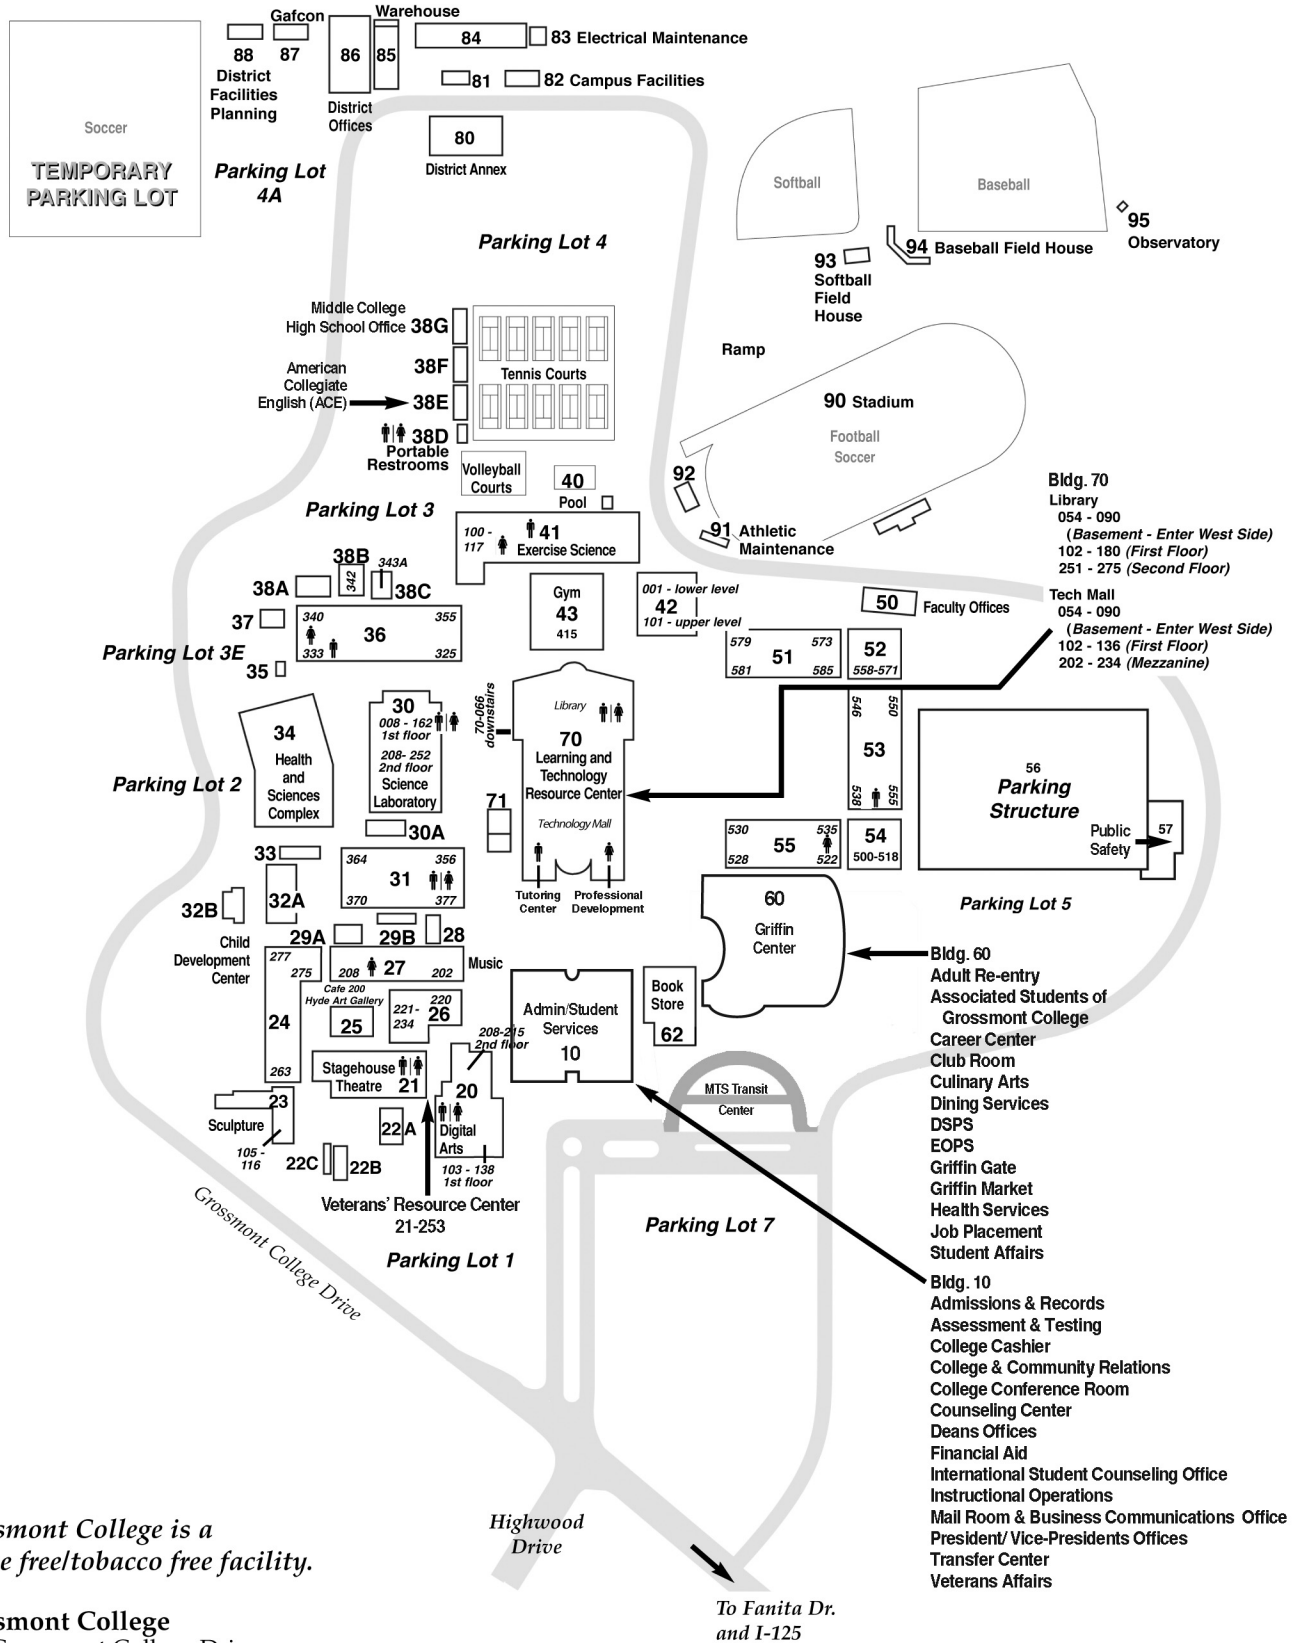 Gafcon
Warehouse
88
87
86
85
84
83 Electrical Maintenance
District
Facilities
Planning
District
Offices
81
82 Campus Facilities
80
District Annex
Soccer
TEMPORARY
PARKING LOT
Parking Lot
4A
Parking Lot 4
Softball
Baseball
95
Observatory
94 Baseball Field House
93
Softball
Field
House
Middle College
High School Office 38G
38F
American
Collegiate
English (ACE)
38E
38D
Portable
Restrooms
Tennis Courts
Ramp
90 Stadium
Football
Soccer
92
91 Athletic
Maintenance
Volleyball
Courts
40
Pool
Parking Lot 3
100 -
117
41
Exercise Science
Bldg. 70
Library
054 - 090
(Basement - Enter West Side)
102 - 180 (First Floor)
251 - 275 (Second Floor)
Tech Mall
054 - 090
(Basement - Enter West Side)
102 - 136 (First Floor)
202 - 234 (Mezzanine)
38B
343A
342
38A
38C
37
340
355
36
333
325
Parking Lot 3E
35
Gym
43
415
001 - lower level
42
101 - upper level
50
Faculty Offices
579
573
51
581
585
52
558-571
546
550
53
538
555
56
Parking
Structure
Public
Safety
57
Parking Lot 5
34
Health
and
Sciences
Complex
Parking Lot 2
30
008 - 162
1st floor
208- 252
2nd floor
Science
Laboratory
30A
70-066
downstairs
Library
70
Learning and
Technology
Resource Center
Technology Mall
71
Tutoring
Center
Professional
Development
530
535
55
528
522
54
500-518
33
32A
32B
Child
Development
Center
364
356
31
370
377
29A
29B
28
277
275
24
263
208
27
202
Music
Cafe 200
Hyde Art Gallery
25
221-
234
220
26
208-215
2nd floor
Stagehouse
Theatre
21
20
Digital
Arts
103 - 138
1st floor
23
Sculpture
105 -
116
22A
22C
22B
Veterans' Resource Center
21-253
Parking Lot 1
Admin/Student
Services
10
Book
Store
62
60
Griffin
Center
MTS Transit
Center
Parking Lot 7
Bldg. 60
Adult Re-entry
Associated Students of
Grossmont College
Career Center
Club Room
Culinary Arts
Dining Services
DSPS
EOPS
Griffin Gate
Griffin Market
Health Services
Job Placement
Student Affairs
Bldg. 10
Admissions & Records
Assessment & Testing
College Cashier
College & Community Relations
College Conference Room
Counseling Center
Deans Offices
Financial Aid
International Student Counseling Office
Instructional Operations
Mail Room & Business Communications Office
President/ Vice-Presidents Offices
Transfer Center
Veterans Affairs
Grossmont College Drive
Highwood
Drive
To Fanita Dr.
and I-125
smont College is a
e free/tobacco free facility.
smont College